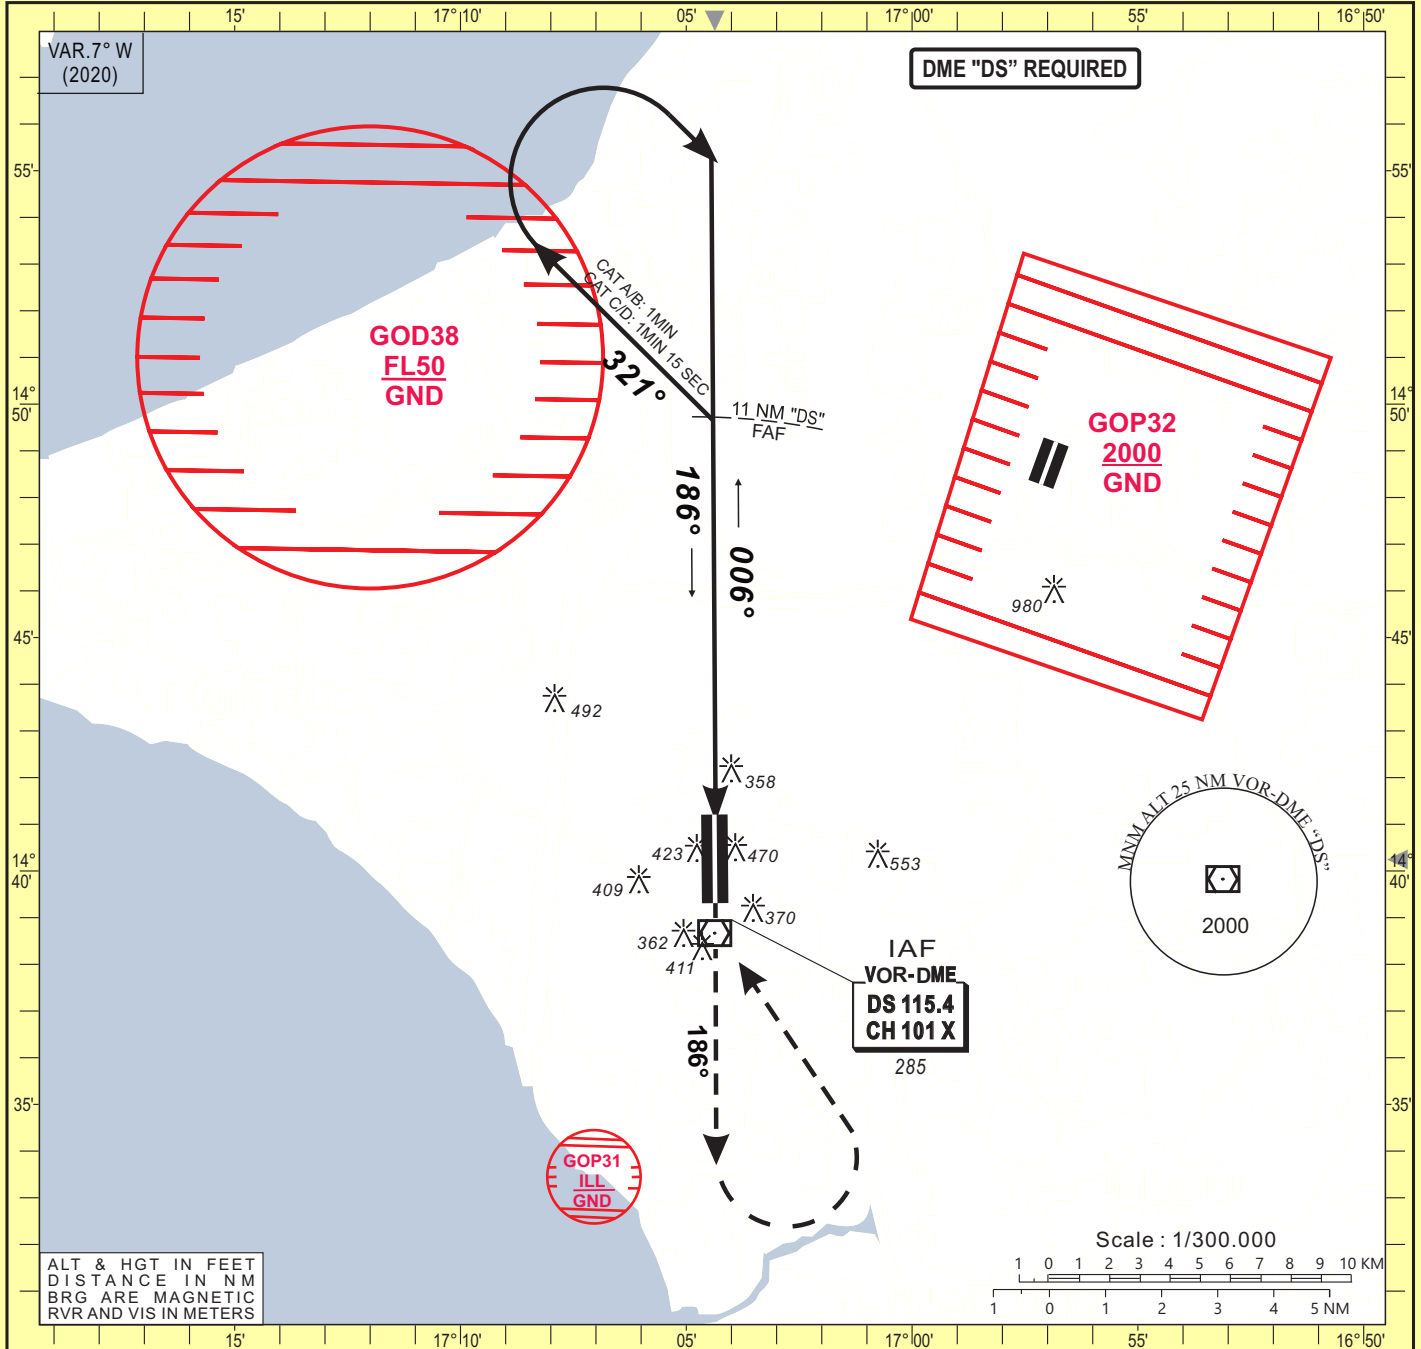 15'
17°10'
05'
17°00'
55'
16°50'
VAR.7° W
(2020)
DME "DS” REQUIRED
55'
55'
CAT A/B: 1MIN
CAT C/D: 1MIN 15 SEC
321°
GOD38
FL50
GND
14°
50'
14°
50'
11 NM "DS"
FAF
GOP32
2000
GND
186°
006°
980
45'
45'
492
358
MNM ALT 25 NM VOR-DME “DS”
2000
423
470
553
409
14°
40'
14°
40'
370
362
411
IAF
VOR-DME
DS 115.4
CH 101 X
285
186°
35'
35'
GOP31
ILL
GND
ALT & HGT IN FEET
DISTANCE IN NM
BRG ARE MAGNETIC
RVR AND VIS IN METERS
Scale : 1/300.000
1 0 1 2 3 4 5 6 7 8 9 10 KM
1 0 1 2 3 4 5 NM
15'
17°10'
05'
17°00'
55'
16°50'